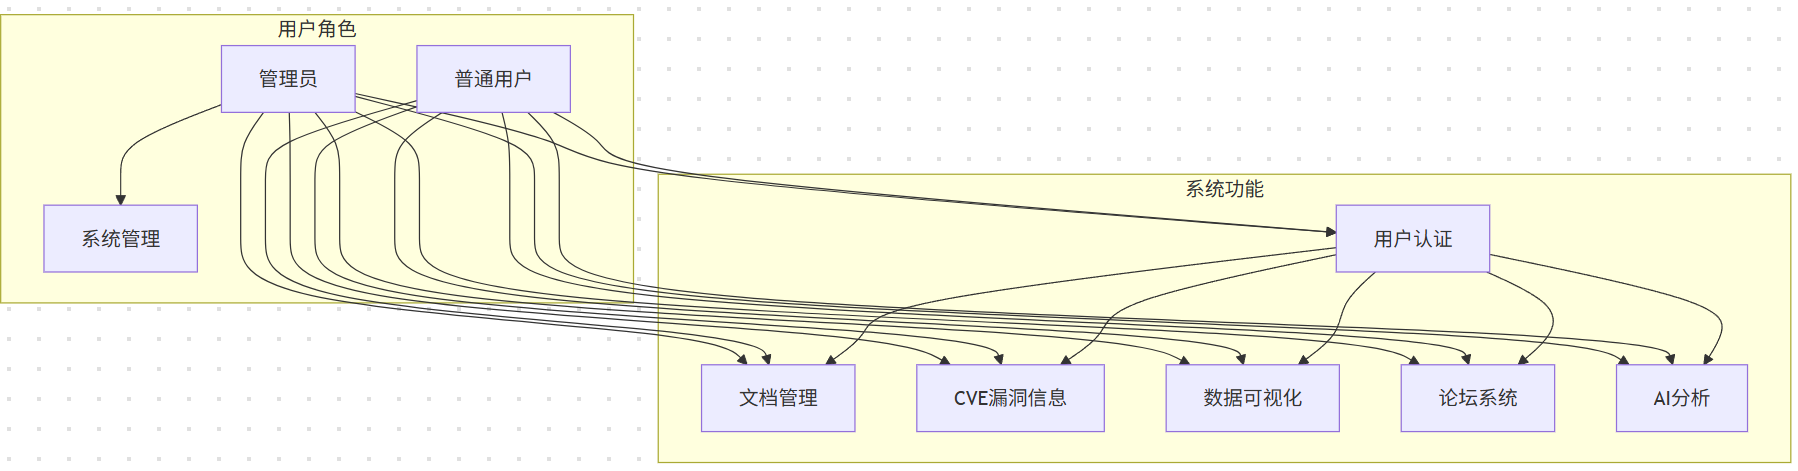 用户角色
管理员
普通用户
系统管理
系统功能
用户认证
文档管理
CVE漏洞信息
数据可视化
论坛系统
AI分析